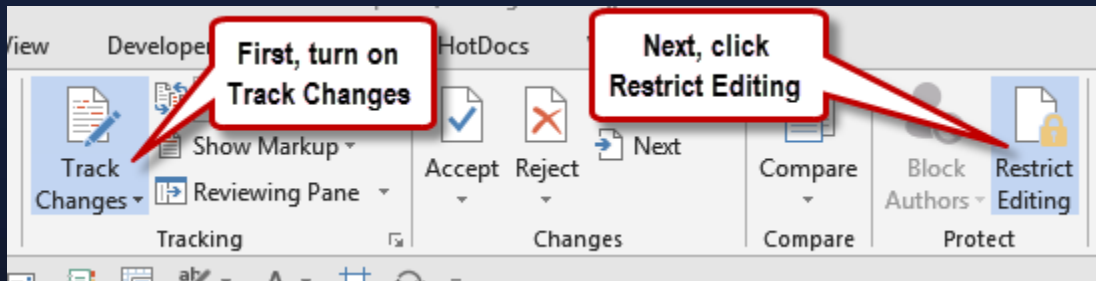 View Developer HotDocs
First, turn on
Track Changes
Next, click
Restrict Editing
Track
Changes
Show Markup
Reviewing Pane
Tracking
Accept Reject
Next
Changes
Compare
Compare
Block
Authors
Restrict
Editing
Protect